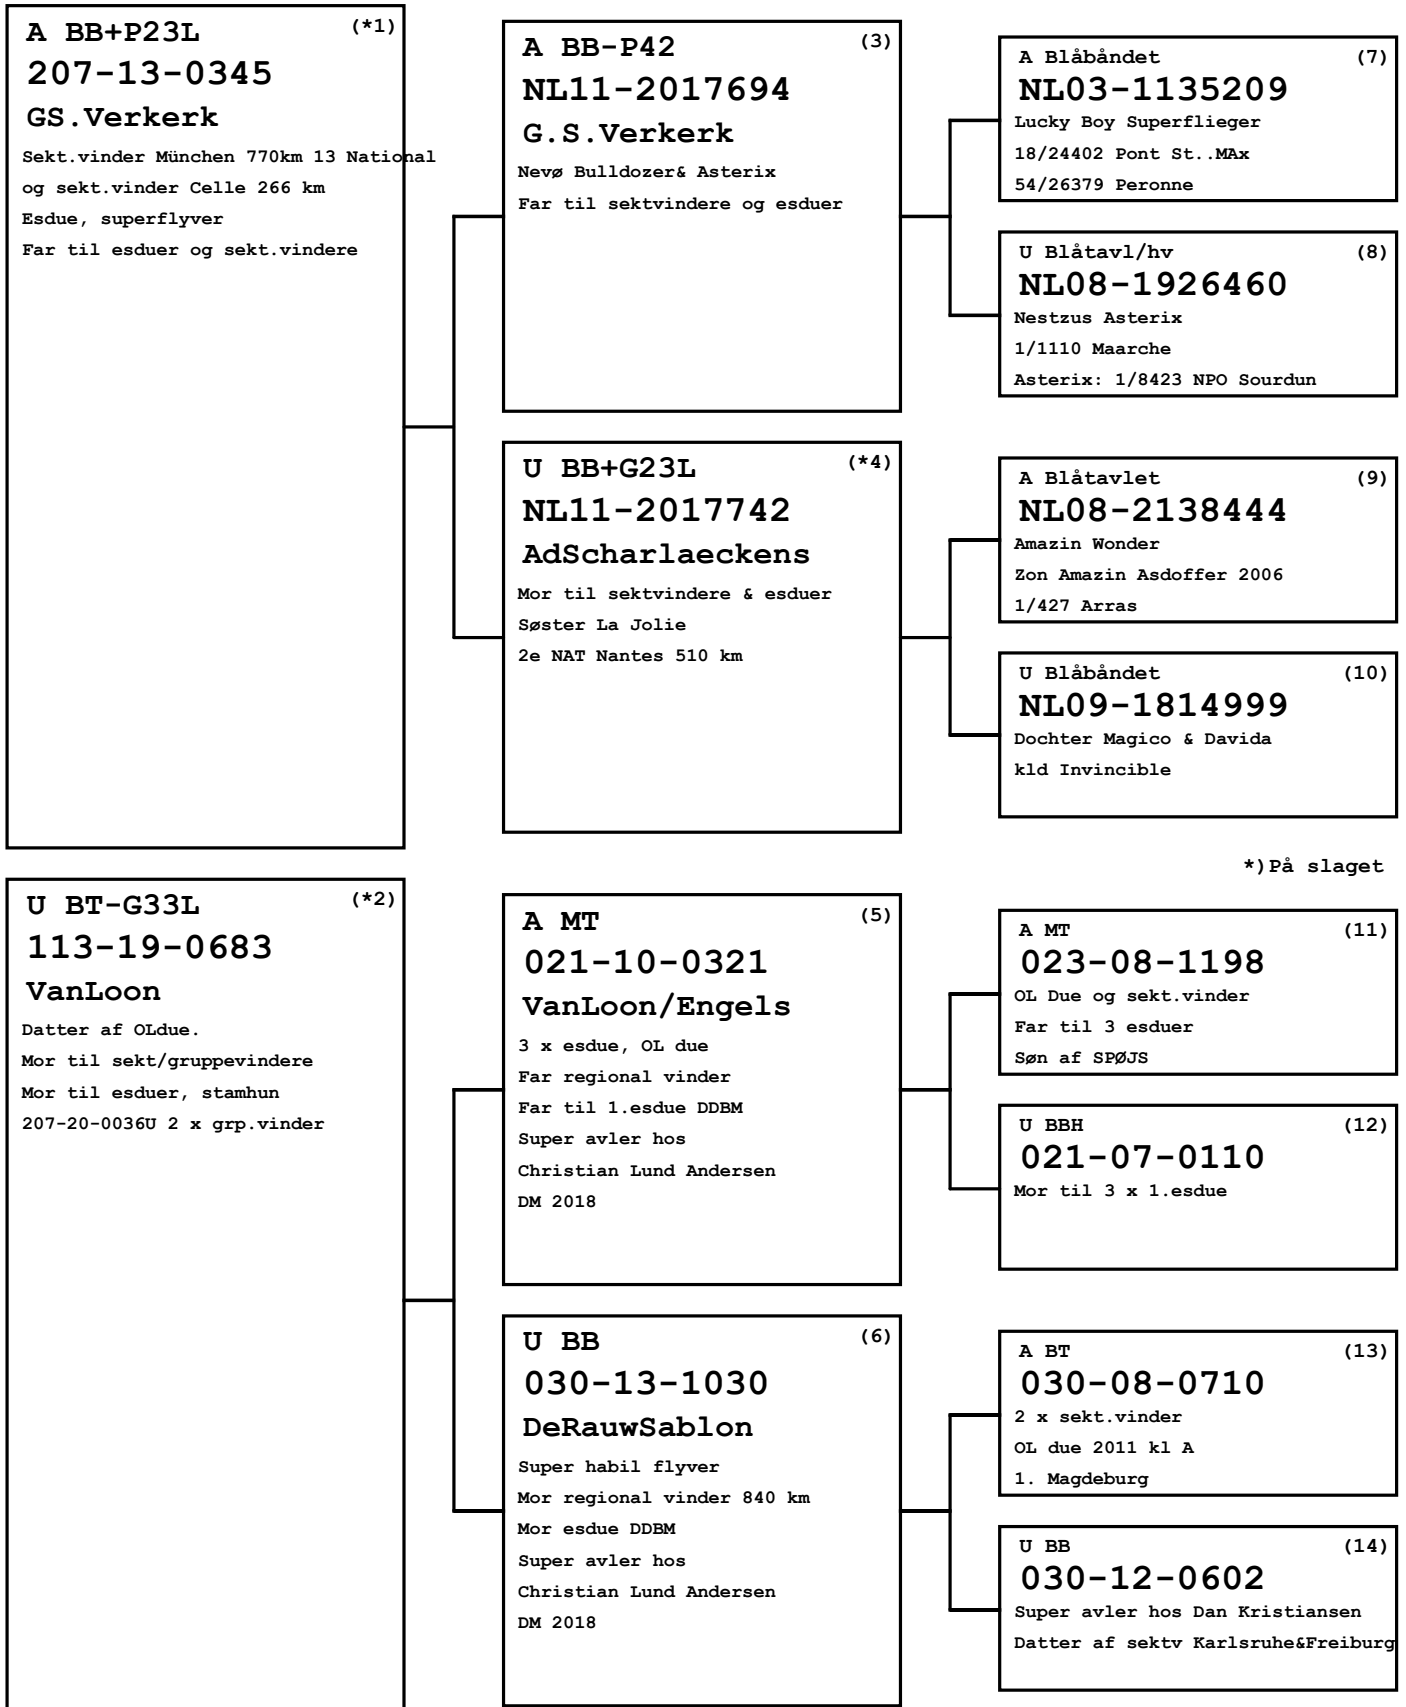 A BB+P23L (*1)
207-13-0345
GS.Verkerk
Sekt.vinder München 770km 13 National
og sekt.vinder Celle 266 km
Esdue, superflyver
Far til esduer og sekt.vindere
A BB-P42 (3)
NL11-2017694
G.S.Verkerk
Nevø Bulldozer& Asterix
Far til sektvindere og esduer
A Blåbåndet (7)
NL03-1135209
Lucky Boy Superflieger
18/24402 Pont St..MAx
54/26379 Peronne
U Blåtavl/hv (8)
NL08-1926460
Nestzus Asterix
1/1110 Maarche
Asterix: 1/8423 NPO Sourdun
U BB+G23L (*4)
NL11-2017742
AdScharlaeckens
Mor til sektvindere & esduer
Søster La Jolie
2e NAT Nantes 510 km
A Blåtavlet (9)
NL08-2138444
Amazin Wonder
Zon Amazin Asdoffer 2006
1/427 Arras
U Blåbåndet (10)
NL09-1814999
Dochter Magico & Davida
kld Invincible
*)På slaget
U BT-G33L (*2)
113-19-0683
VanLoon
Datter af OLdue.
Mor til sekt/gruppevindere
Mor til esduer, stamhun
207-20-0036U 2 x grp.vinder
A MT (5)
021-10-0321
VanLoon/Engels
3 x esdue, OL due
Far regional vinder
Far til 1.esdue DDBM
Super avler hos
Christian Lund Andersen
DM 2018
A MT (11)
023-08-1198
OL Due og sekt.vinder
Far til 3 esduer
Søn af SPØJS
U BBH (12)
021-07-0110
Mor til 3 x 1.esdue
U BB (6)
030-13-1030
DeRauwSablon
Super habil flyver
Mor regional vinder 840 km
Mor esdue DDBM
Super avler hos
Christian Lund Andersen
DM 2018
A BT (13)
030-08-0710
2 x sekt.vinder
OL due 2011 kl A
1. Magdeburg
U BB (14)
030-12-0602
Super avler hos Dan Kristiansen
Datter af sektv Karlsruhe&Freiburg